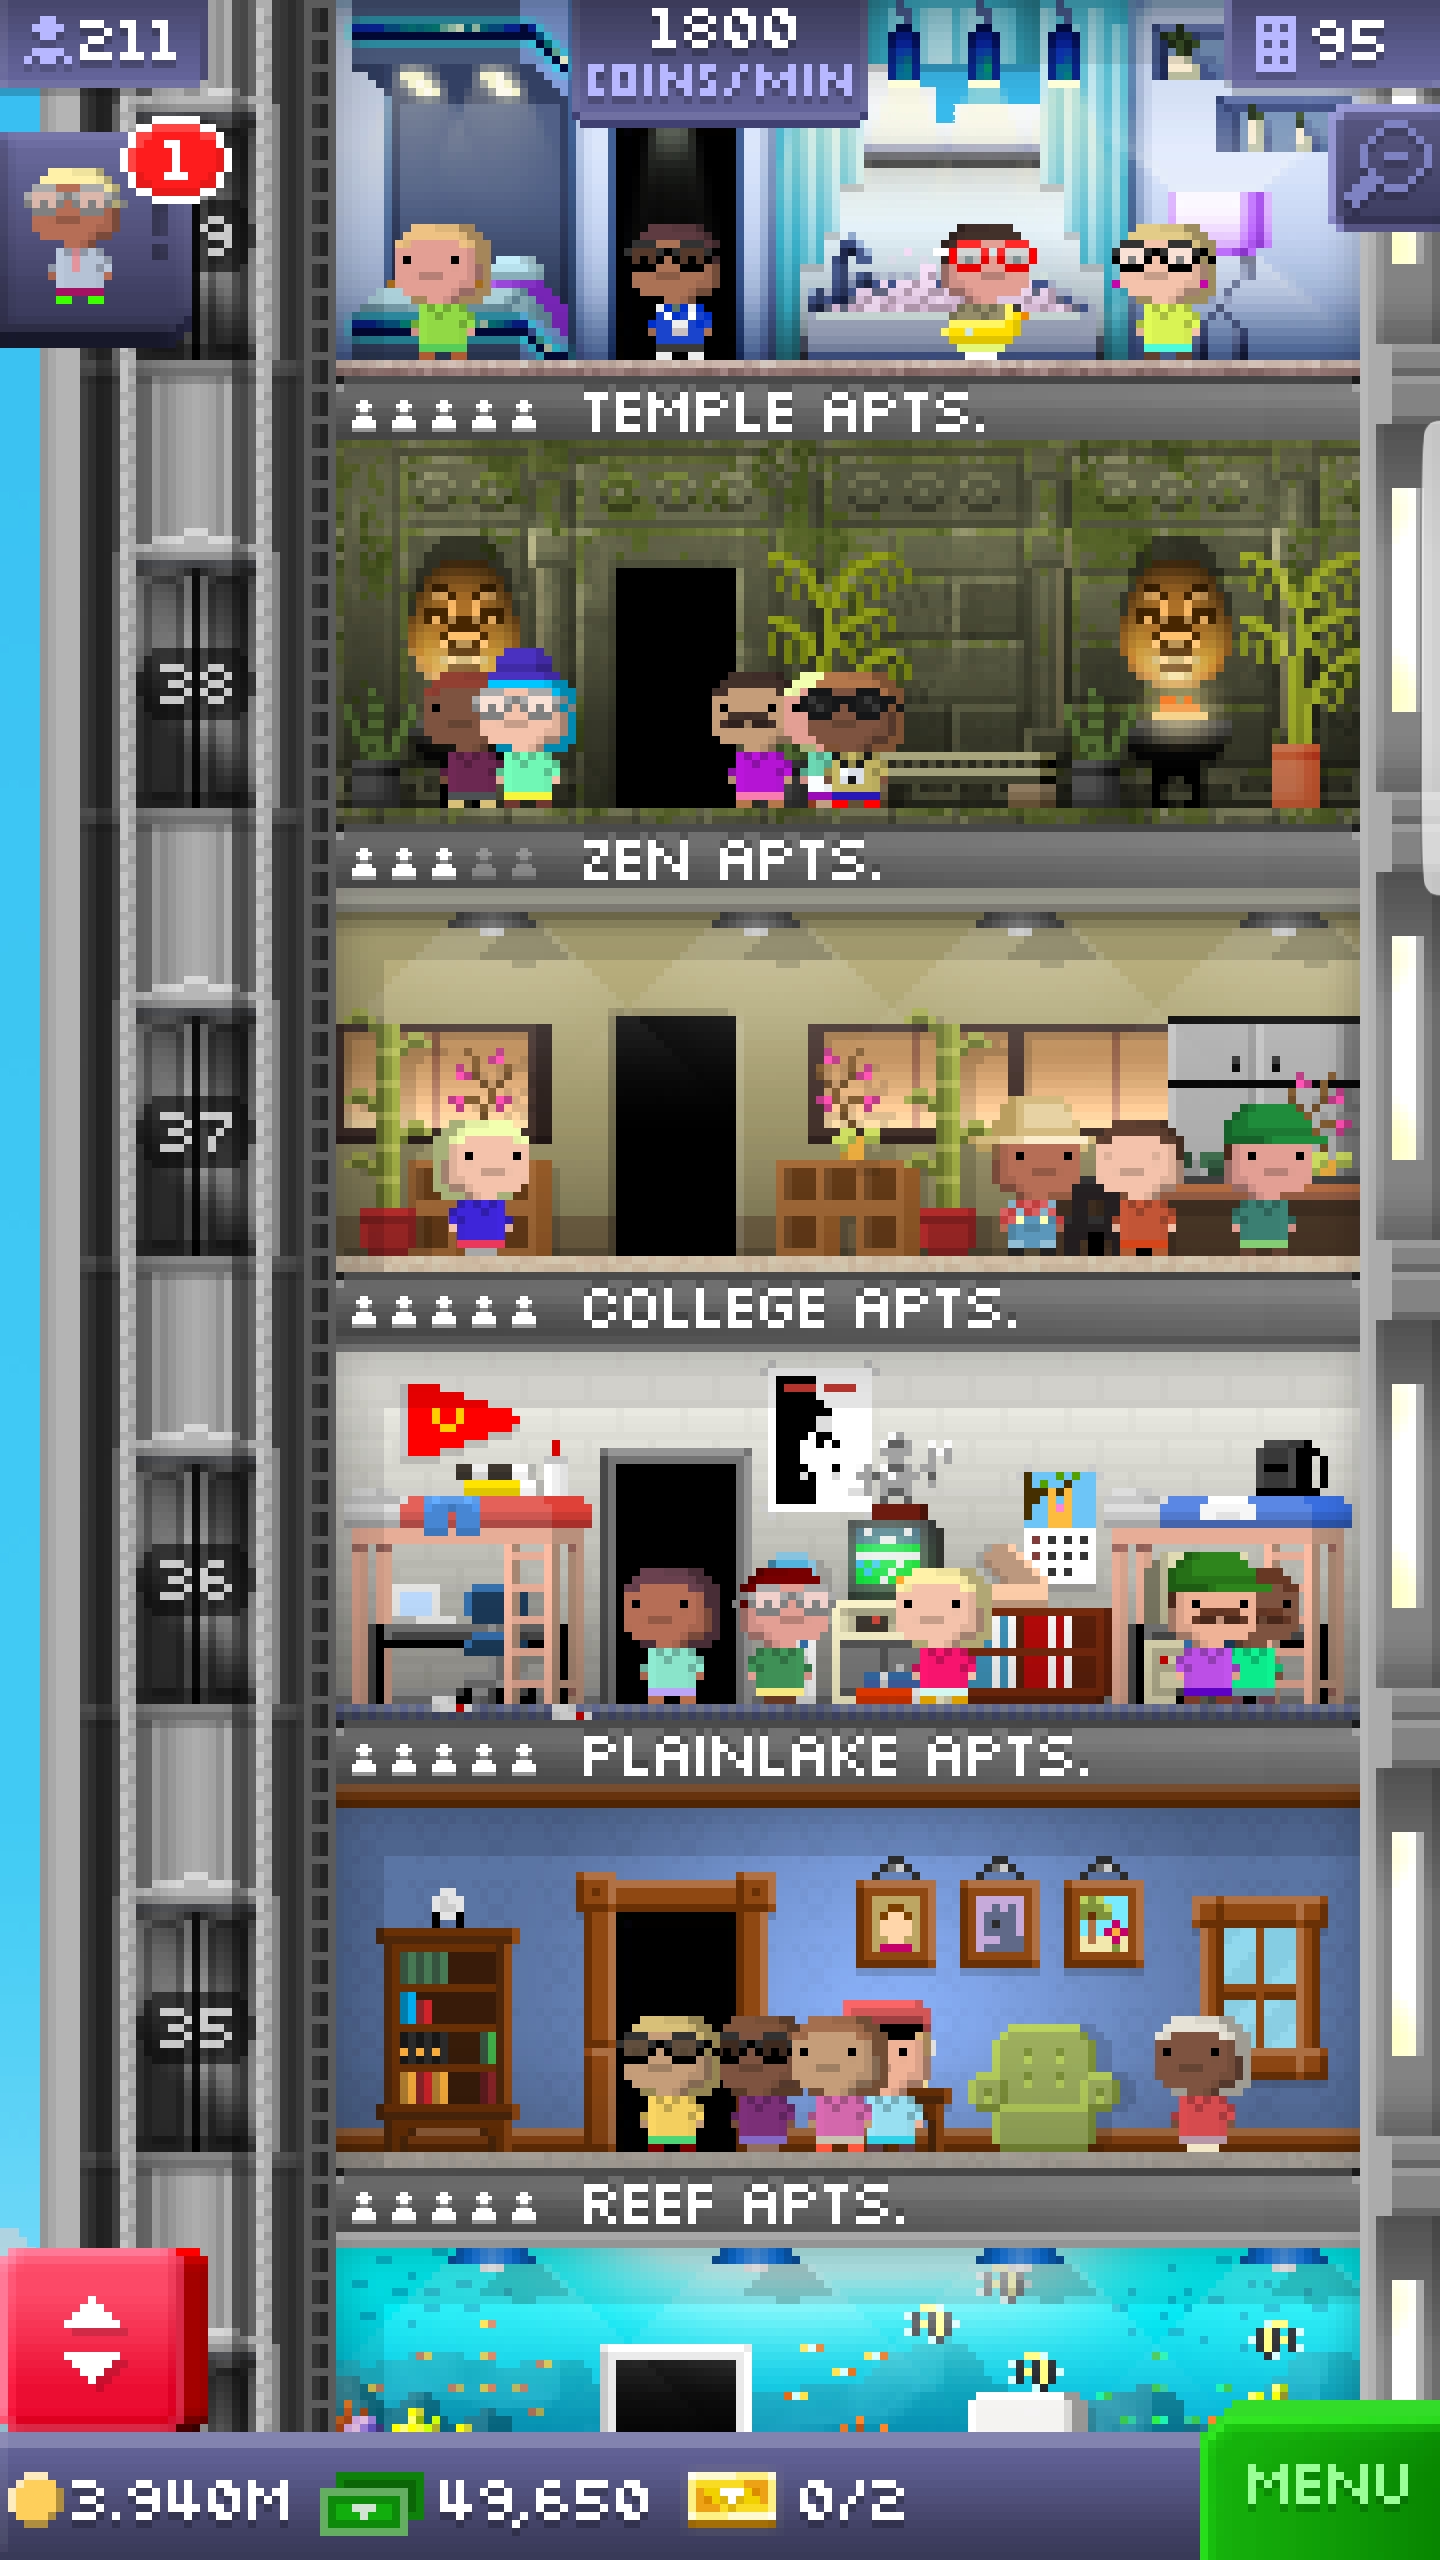 211
1800
COINS/MIN
95
1
9
TEMPLE APTS.
38
ZEN APTS.
37
COLLEGE APTS.
36
PLAINLAKE APTS.
35
REEF APTS.
3.940M
49,650
0/2
MENU